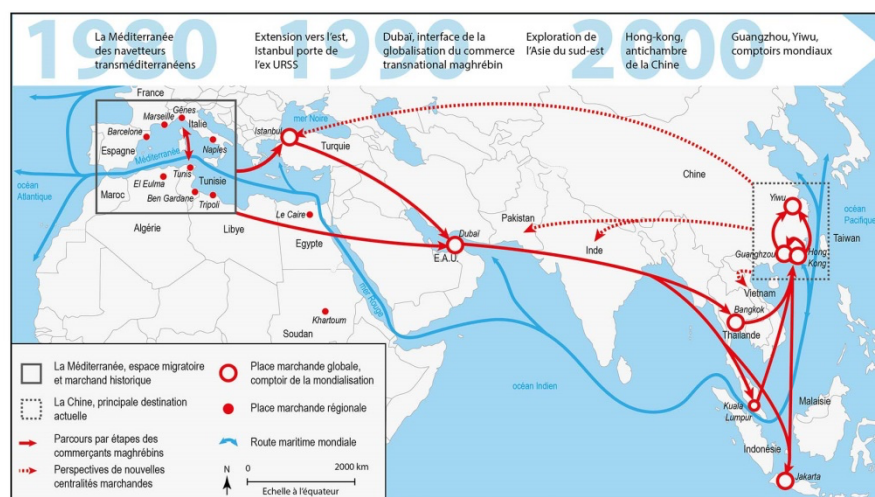 1980
1990
2000
La Méditerranée
des navetteurs
transméditerranéens
Extension vers l'est,
Istanbul porte de
l'ex URSS
Dubaï, interface de la
globalisation du commerce
transnational maghrébin
Exploration de
l'Asie du sud-est
Hong-kong,
antichambre
de la Chine
Guangzhou, Yiwu,
comptoirs mondiaux
France
Gênes
Marseille
Italie
Barcelone
Espagne
Naples
Méditerranée
Tunis
Tunisie
Maroc
El Eulma
Ben Gardane
Tripoli
Algérie
Libye
océan
Atlantique
mer Noire
Istanbul
Turquie
Le Caire
Egypte
mer Rouge
Khartoum
Soudan
Dubaï
E.A.U.
Pakistan
Inde
Chine
Yiwu
Guanghzou
Hong
Kong
océan
Pacifique
Taiwan
Vietnam
Bangkok
Thaïlande
océan Indien
Kuala
Lumpur
Malaisie
Indonésie
Jakarta
La Méditerranée, espace migratoire
et marchand historique
La Chine, principale destination
actuelle
Parcours par étapes des
commerçants maghrébins
Perspectives de nouvelles
centralités marchandes
Place marchande globale,
comptoir de la mondialisation
Place marchande régionale
Route maritime mondiale
N
0
2000 km
Echelle à l'équateur